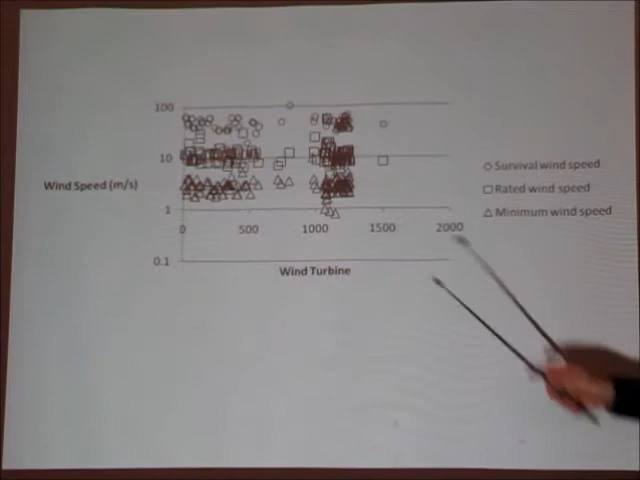 100
10
Wind Speed (m/s)
1
0 500 1000 1500 2000
0.1
Wind Turbine
Survival wind speed
Rated wind speed
Minimum wind speed